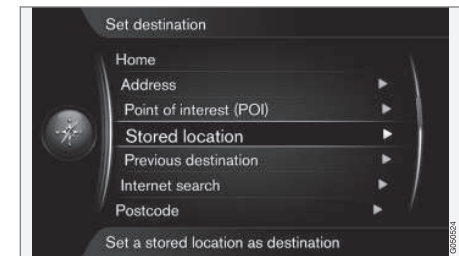 Set destination
Home
Address
Point of interest (POI)
Stored location
Previous destination
Internet search
Postcode
Set a stored location as destination
G050524